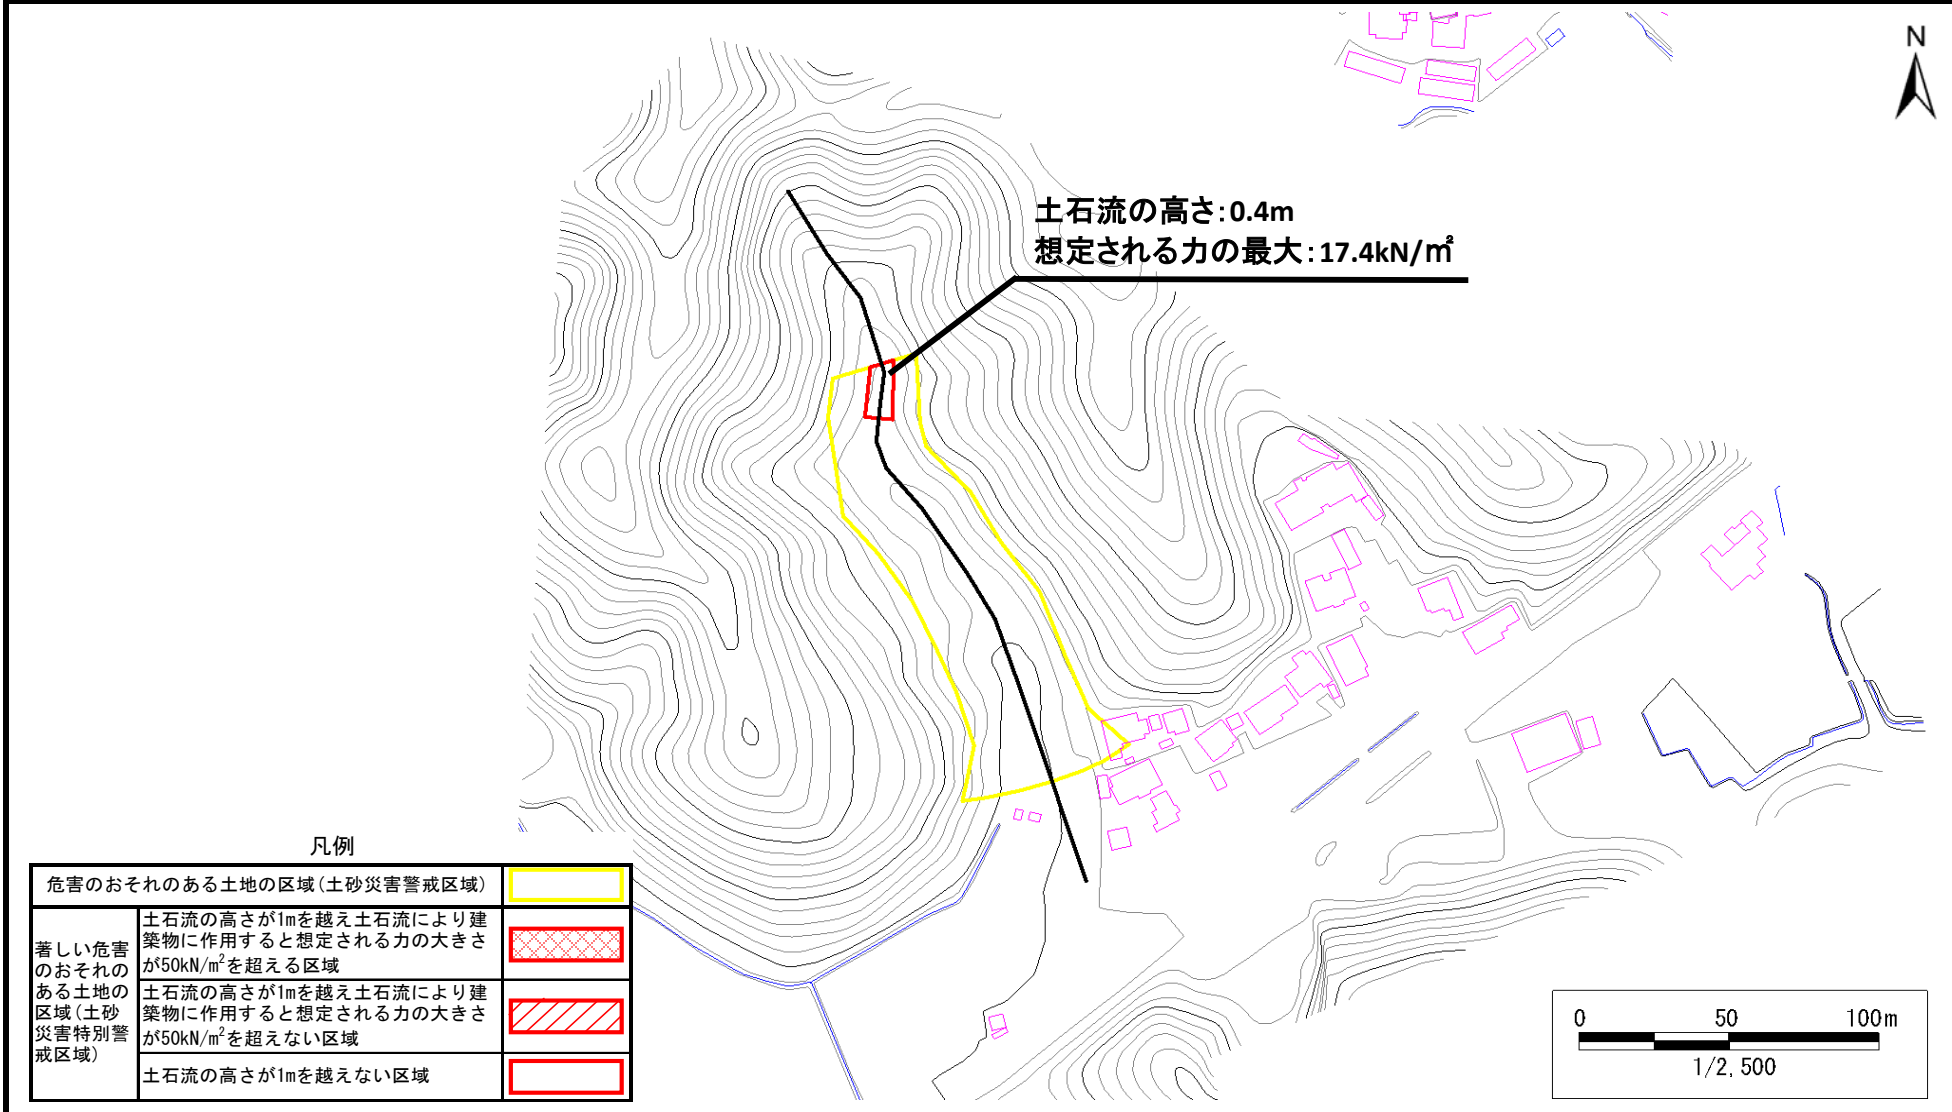 N
土石流の高さ:0.4m
想定される力の最大:17.4kN/㎡
凡例
危害のおそれのある土地の区域(土砂災害警戒区域)
著しい危害
のおそれの
ある土地の
区域(土砂
災害特別警
戒区域)
土石流の高さが1mを越え土石流により建
築物に作用すると想定される力の大きさ
が50kN/m²を超える区域
土石流の高さが1mを越え土石流により建
築物に作用すると想定される力の大きさ
が50kN/m²を超えない区域
土石流の高さが1mを越えない区域
0 50 100m
1/2,500